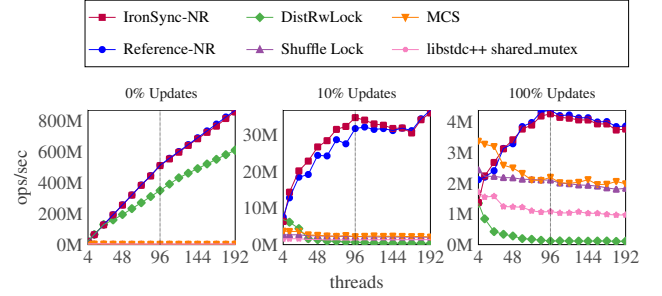 IronSync-NR DistRwLock MCS
Reference-NR Shuffle Lock libstdc++ shared_mutex
0% Updates 10% Updates 100% Updates
800M
600M
400M
200M
0M
30M
20M
10M
0M
4M
3M
2M
1M
0M
ops/sec
4 48 96 144 192 4 48 96 144 192 4 48 96 144 192
threads